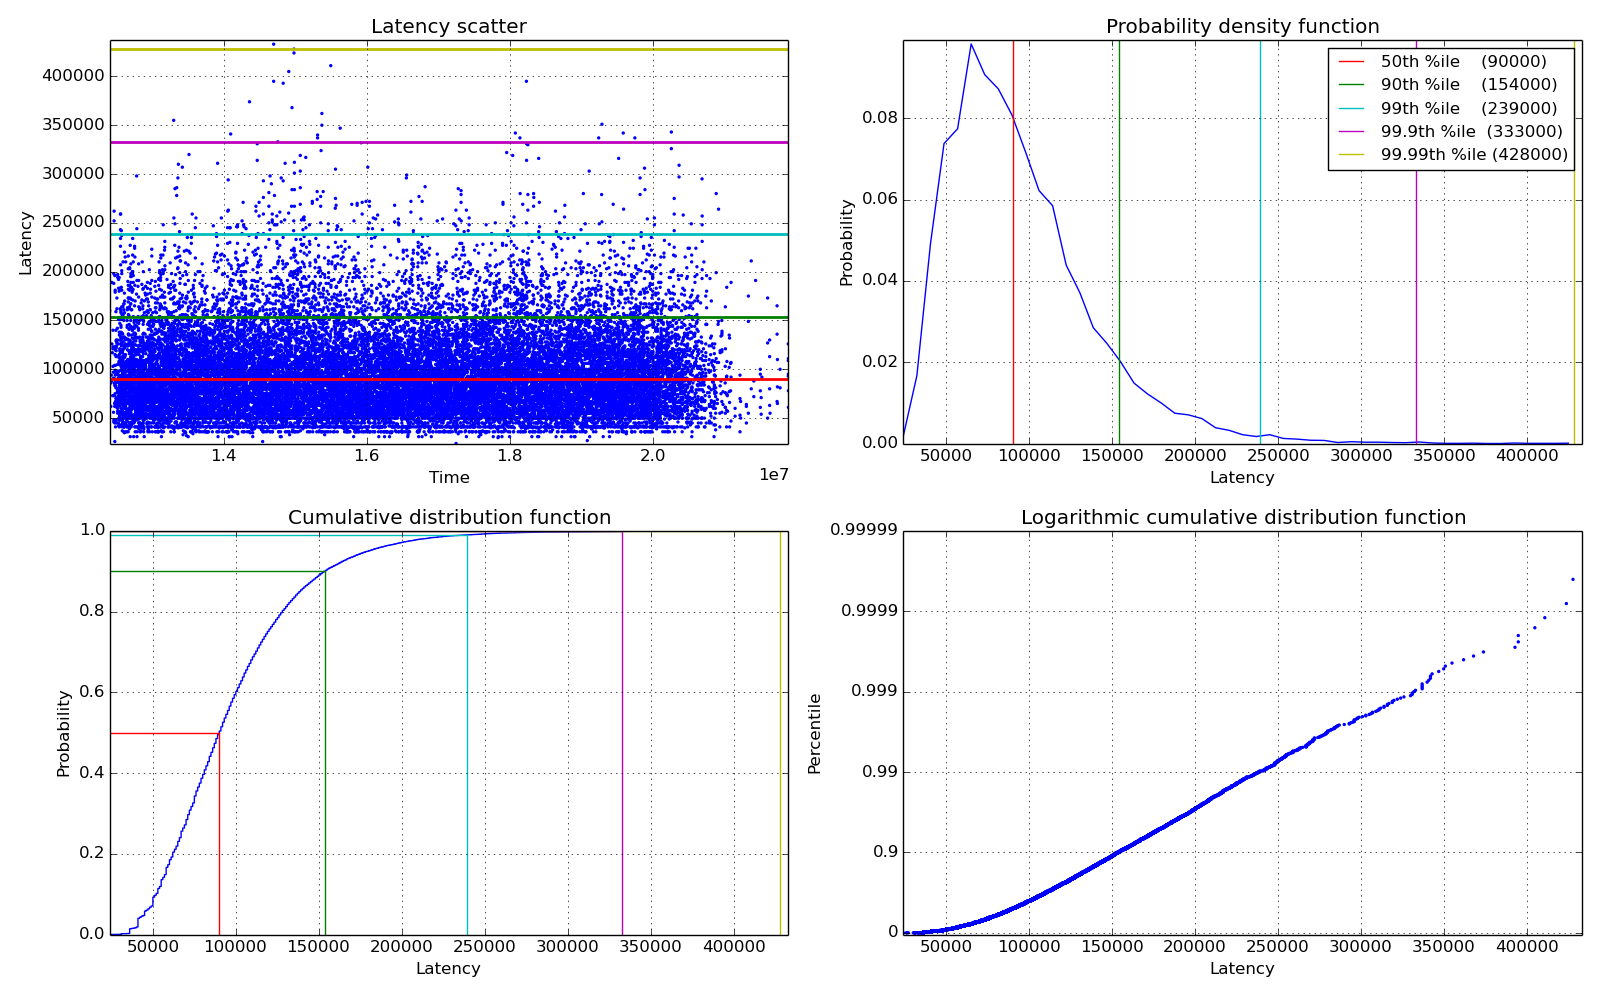 Latency scatter
400000
350000
300000
250000
200000
150000
100000
50000
Latency
1.4
1.6
1.8
2.0
1e7
Time
Probability density function
50th %ile (90000)
90th %ile (154000)
99th %ile (239000)
99.9th %ile (333000)
99.99th %ile (428000)
0.08
0.06
0.04
0.02
0.00
Probability
50000
100000
150000
200000
250000
300000
350000
400000
Latency
Cumulative distribution function
1.0
0.8
0.6
0.4
0.2
0.0
Probability
50000
100000
150000
200000
250000
300000
350000
400000
Latency
Logarithmic cumulative distribution function
0.99999
0.9999
0.999
0.99
0.9
0
Percentile
50000
100000
150000
200000
250000
300000
350000
400000
Latency